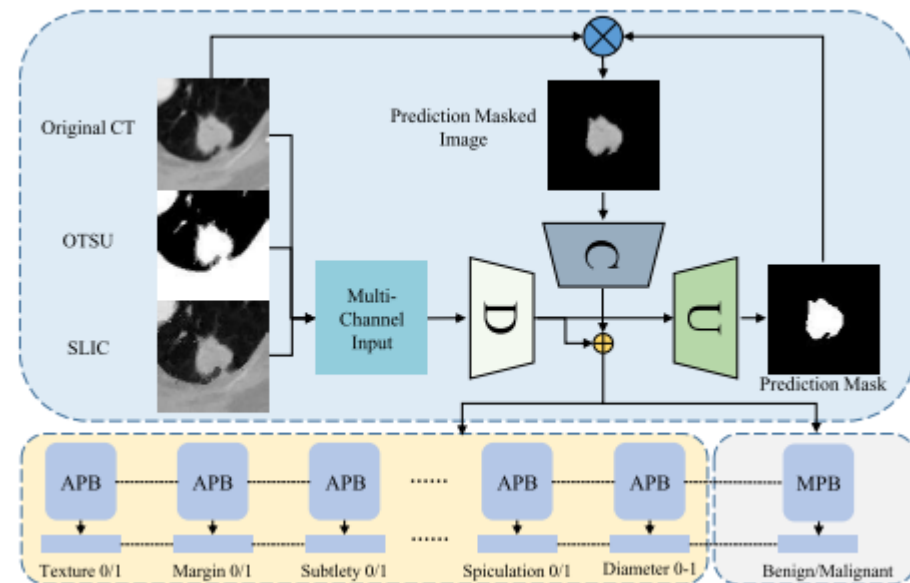 Original CT
OTSU
SLIC
Multi-
Channel
Input
Prediction Masked
Image
C
D
U
Prediction Mask
APB
APB
APB
......
APB
APB
MPB
......
Texture 0/1
Margin 0/1
Subtlety 0/1
Spiculation 0/1
Diameter 0-1
Benign/Malignant